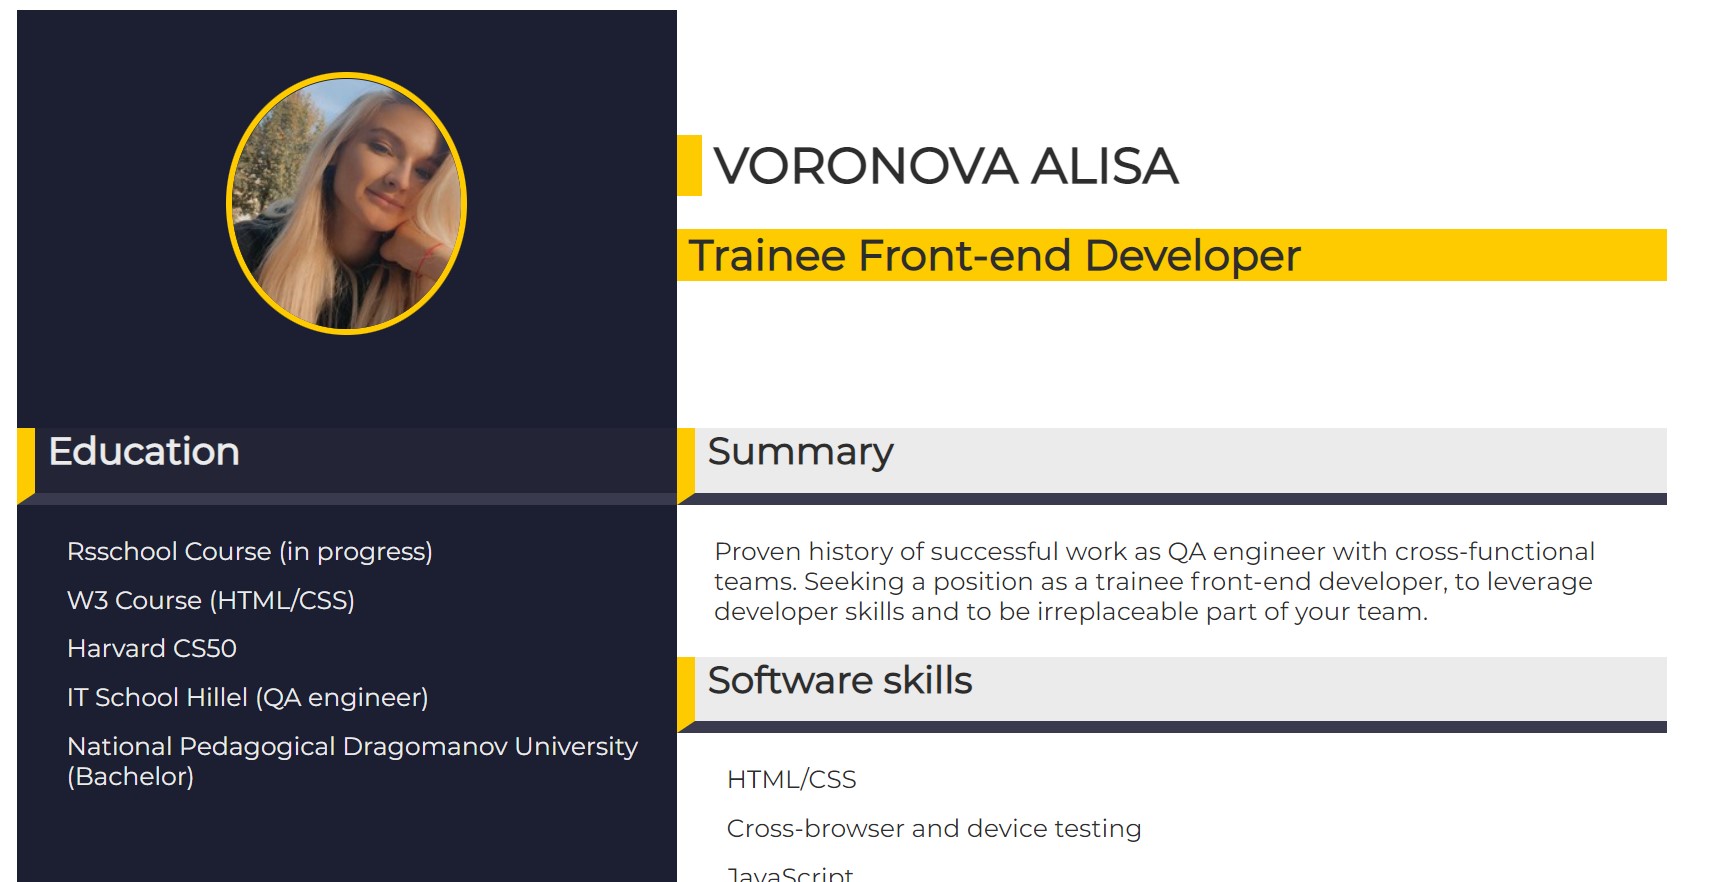 VORONOVA ALISA
Trainee Front-end Developer
Education
Rsschool Course (in progress)
W3 Course (HTML/CSS)
Harvard CS50
IT School Hillel (QA engineer)
National Pedagogical Dragomanov University
(Bachelor)
Summary
Proven history of successful work as QA engineer with cross-functional
teams. Seeking a position as a trainee front-end developer, to leverage
developer skills and to be irreplaceable part of your team.
Software skills
HTML/CSS
Cross-browser and device testing
JavaScript